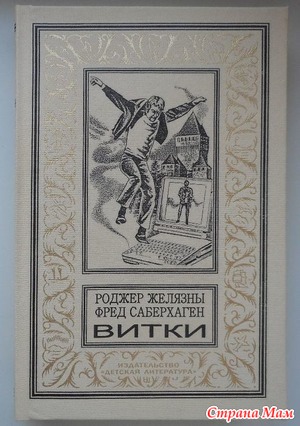 РОДЖЕР ЖЕЛЯЗНЫ
ФРЕД САБЕРХАГЕН
ВИТКИ
ИЗДАТЕЛЬСТВО
«ДЕТСКАЯ ЛИТЕРАТУРА»
Страна Мам